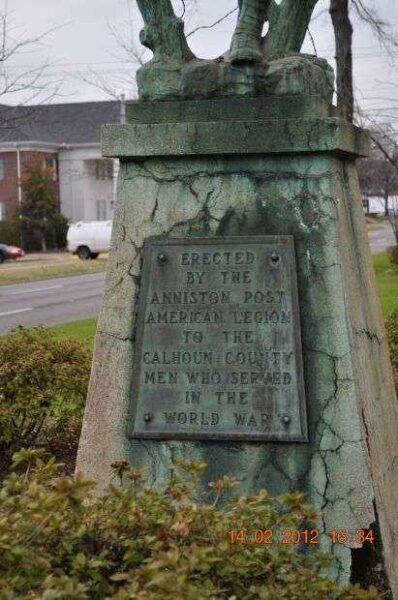 ERECTED
BY THE
ANNISTON POST
AMERICAN LEGION
TO THE
CALHOUN COUNTY
MEN WHO SERVED
IN THE
WORLD WAR
14.02.2012 16:34